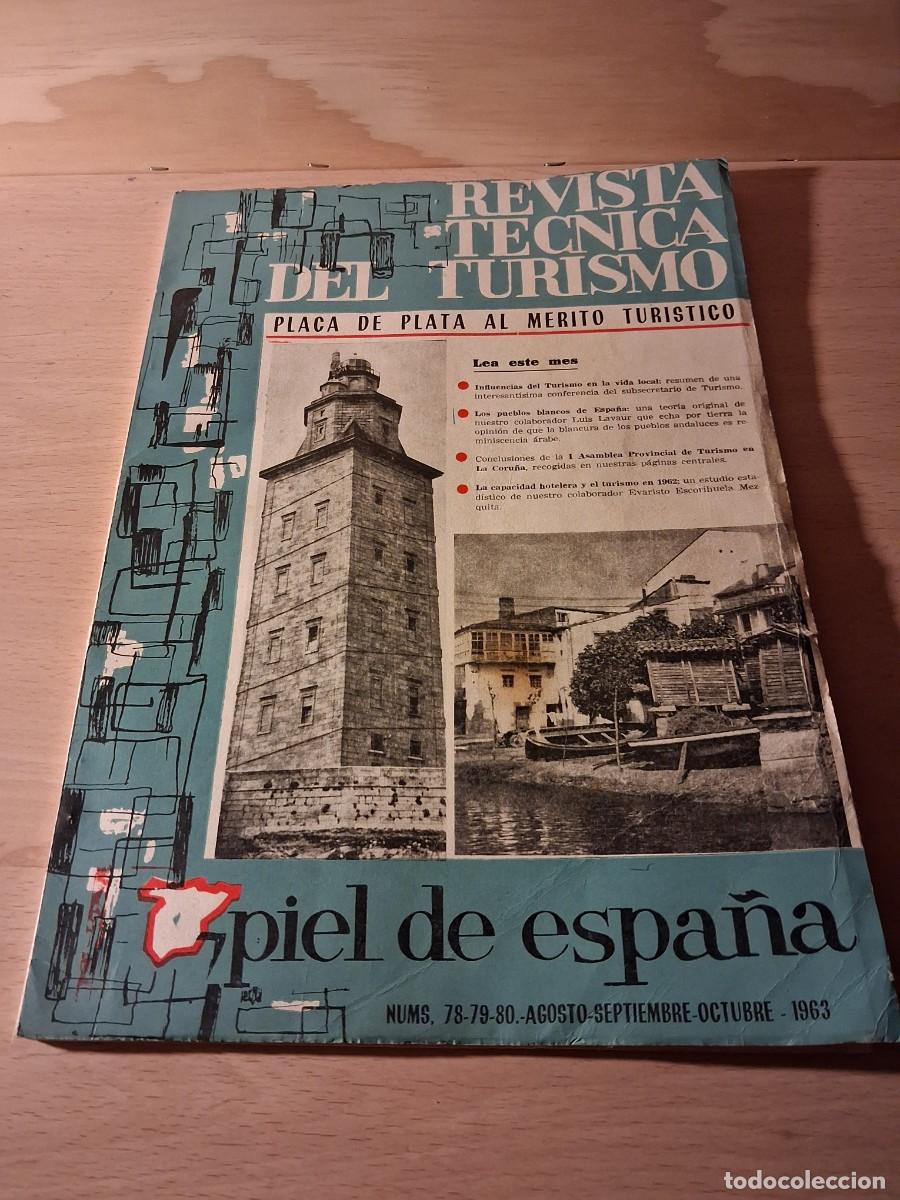 REVISTA
TECNICA
DEL TURISMO
PLACA DE PLATA AL MERITO TURISTICO
Lea este mes
Influencias del Turismo en la vida local: resumen de una
interesantísima conferencia del subsecretario de Turismo.
Los pueblos blancos de España: una teoría original de
nuestro colaborador Luis Lavaur que echa por tierra la
opinión de que la blancura de los pueblos andaluces es re-
miniscencia árabe.
Conclusiones de la I Asamblea Provincial de Turismo en
La Coruña, recogidas en nuestras páginas centrales.
La capacidad hotelera y el turismo en 1962; un estudio esta
dístico de nuestro colaborador Evaristo Escorihuela Mez
quita.
piel de españa
NUMS, 78-79-80.-AGOSTO-SEPTIEMBRE-OCTUBRE - 1963
todocoleccion